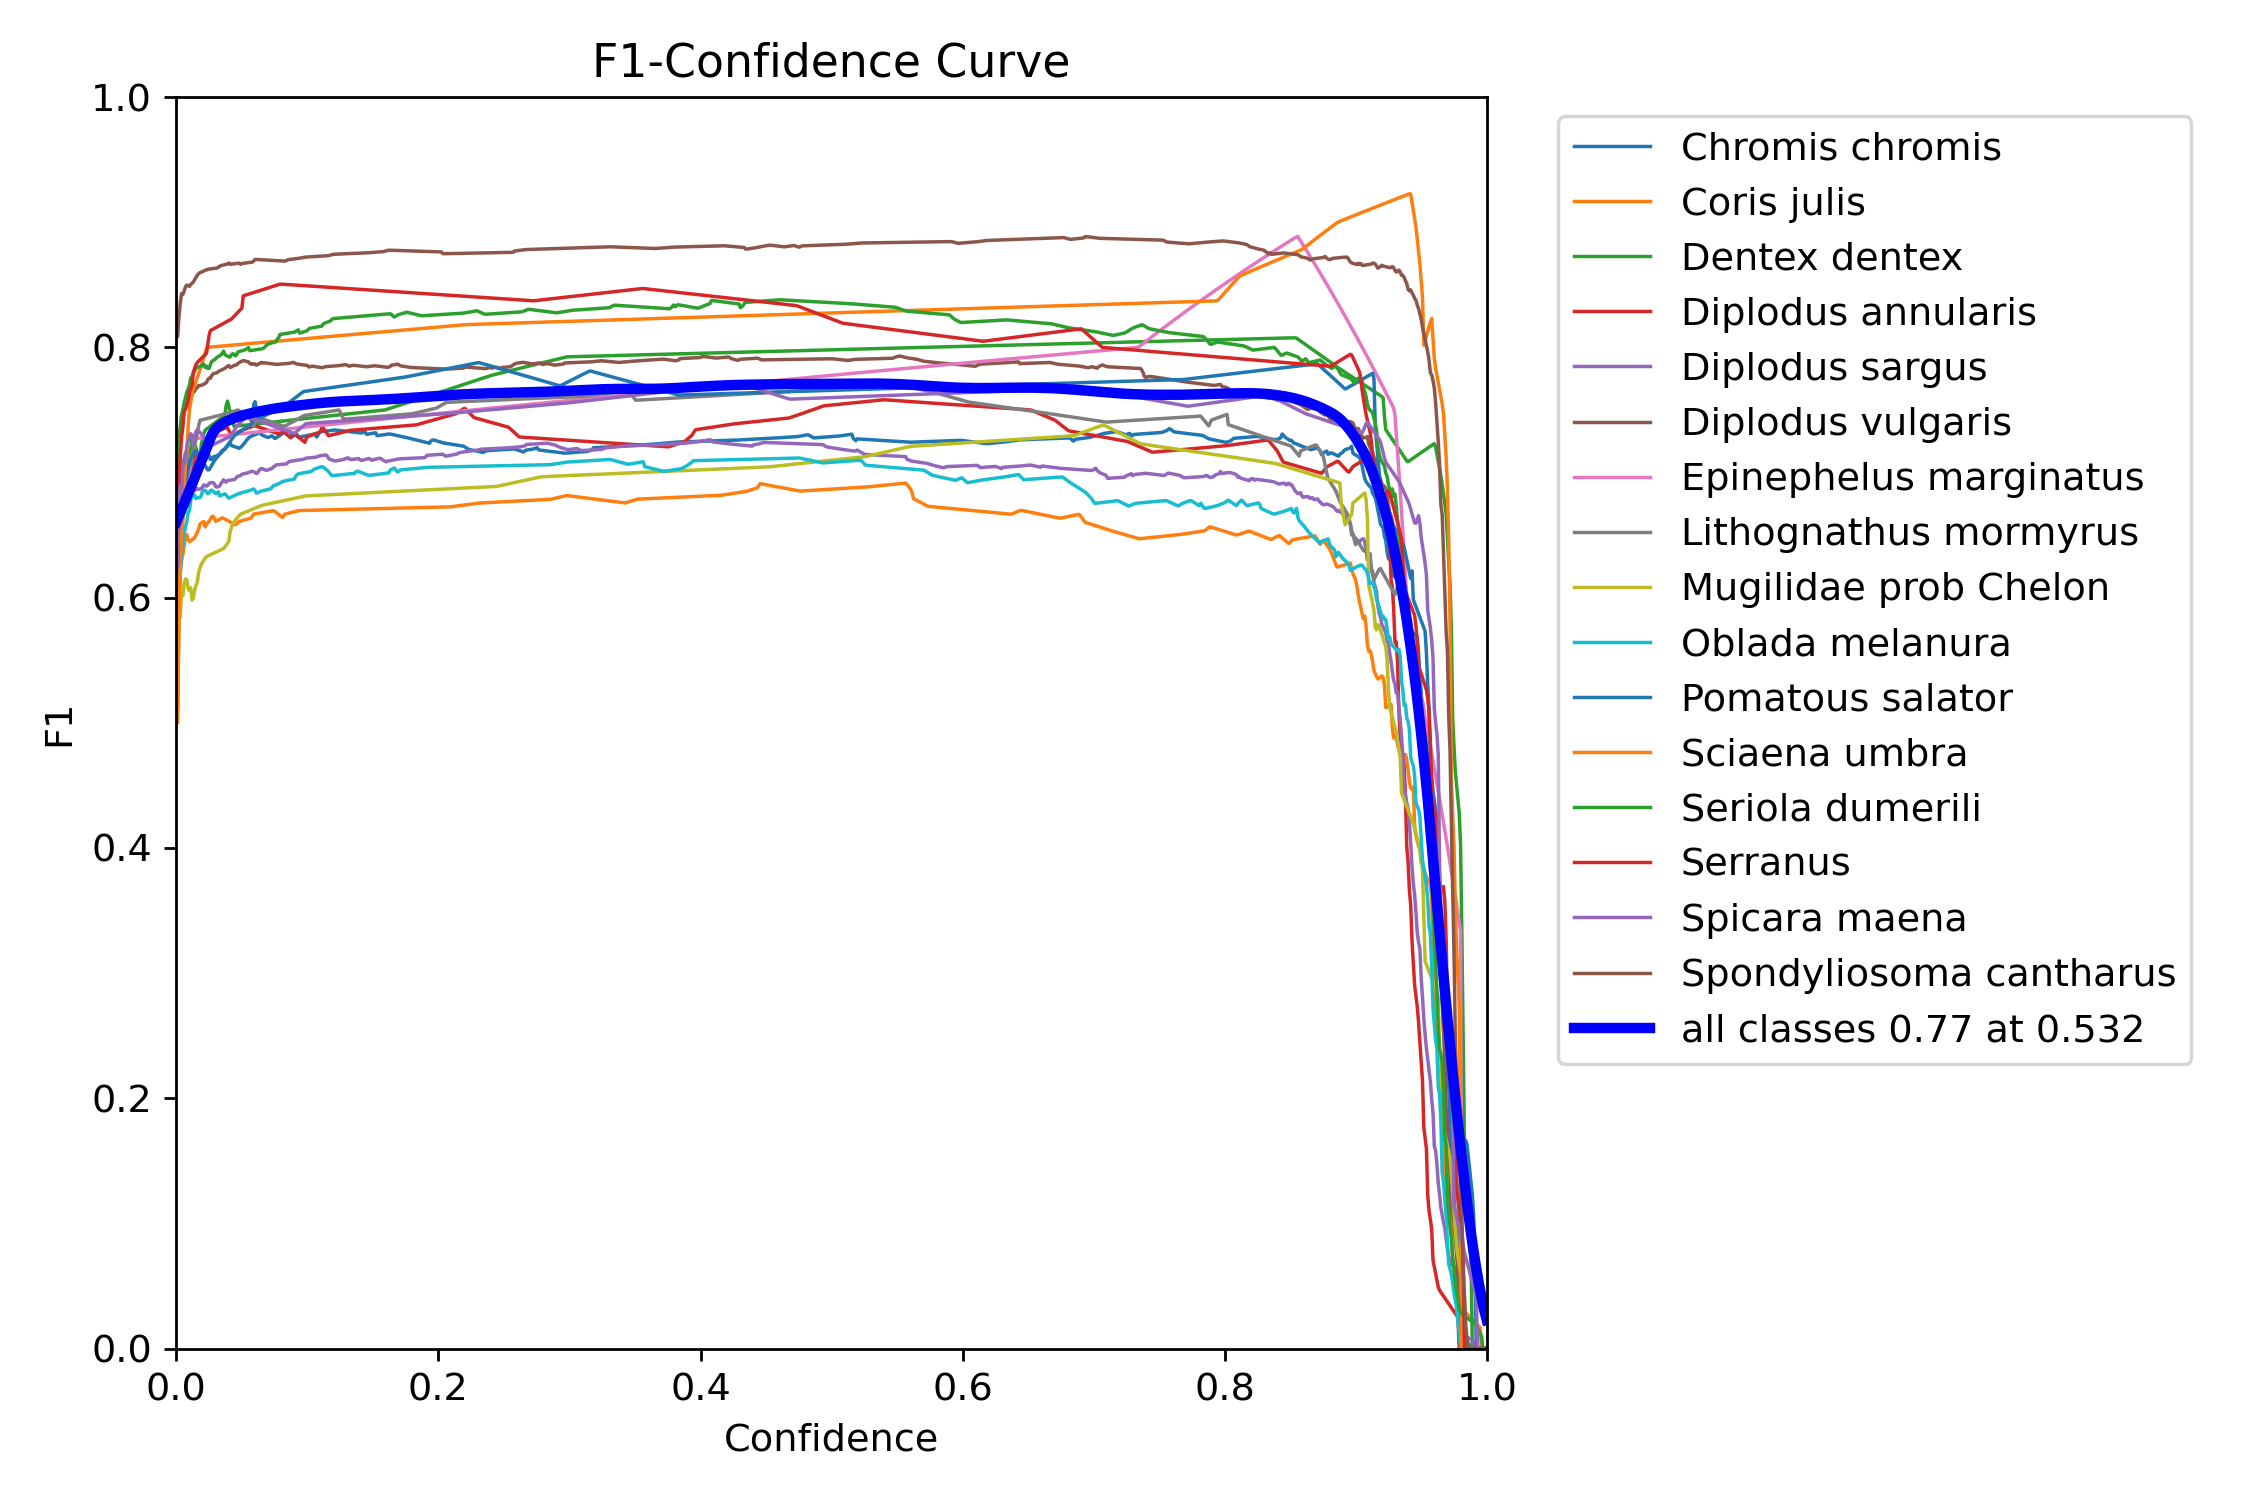 F1-Confidence Curve
1.0
0.8
0.6
0.4
0.2
0.0
F1
0.0 0.2 0.4 0.6 0.8 1.0
Confidence
Chromis chromis
Coris julis
Dentex dentex
Diplodus annularis
Diplodus sargus
Diplodus vulgaris
Epinephelus marginatus
Lithognathus mormyrus
Mugilidae prob Chelon
Oblada melanura
Pomatous salator
Sciaena umbra
Seriola dumerili
Serranus
Spicara maena
Spondyliosoma cantharus
all classes 0.77 at 0.532